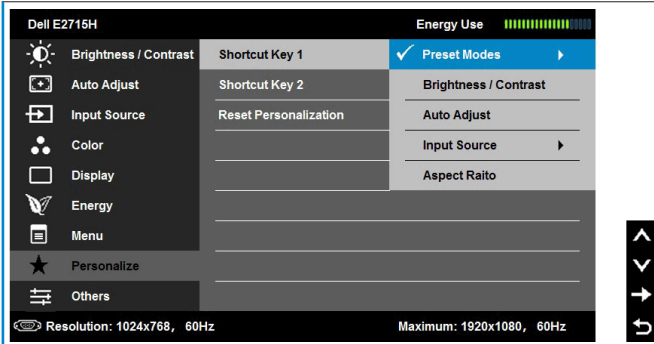 Dell E2715H Energy Use
Brightness / Contrast Shortcut Key 1 Preset Modes
Auto Adjust Shortcut Key 2 Brightness / Contrast
Input Source Reset Personalization Auto Adjust
Color Input Source
Display Aspect Raito
Energy
Menu
Personalize
Others
Resolution: 1024x768, 60Hz Maximum: 1920x1080, 60Hz